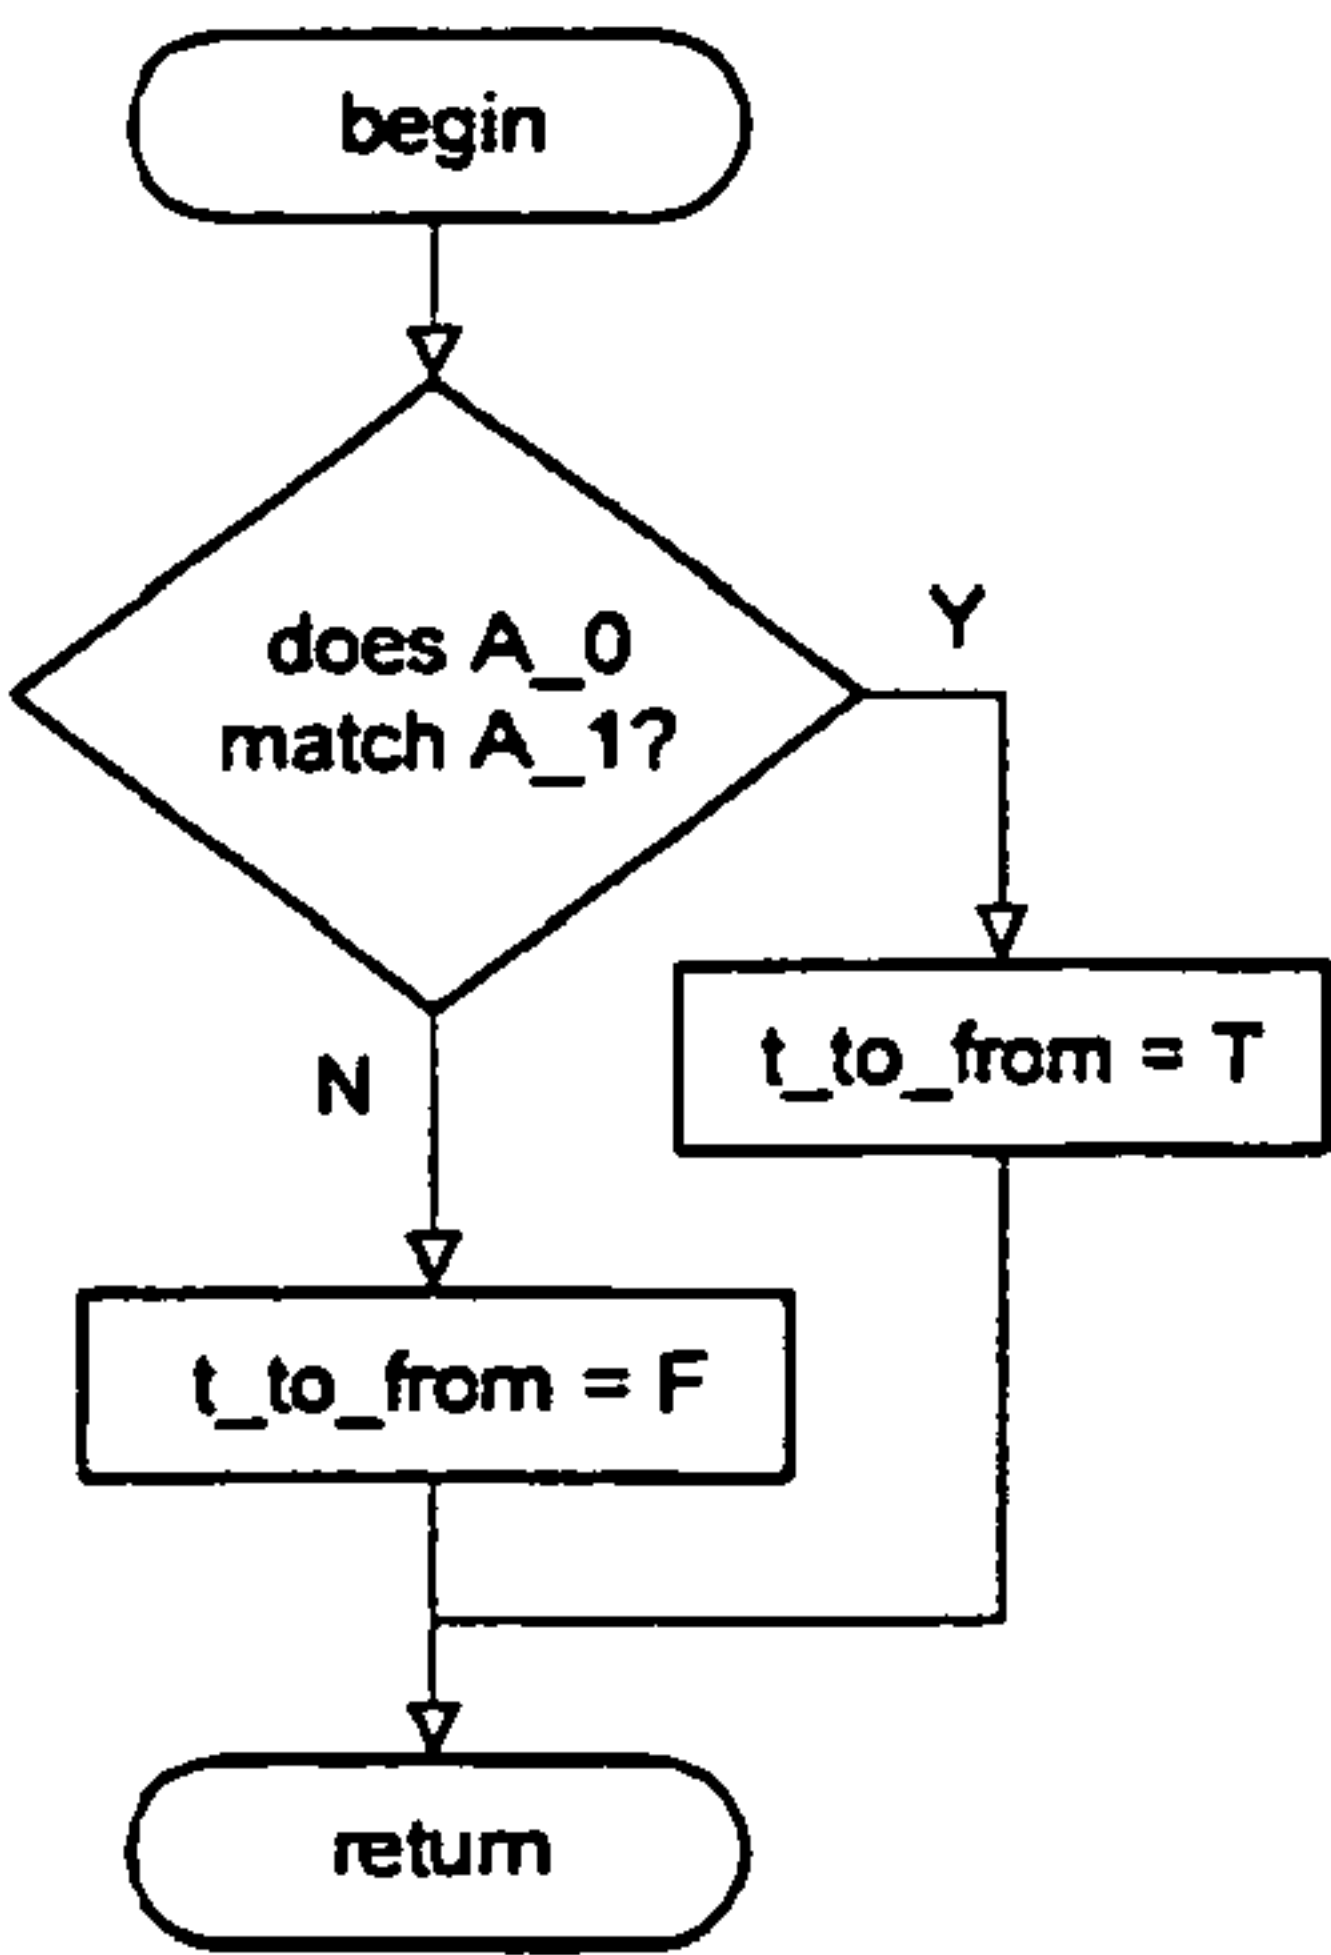 begin
does A_0
match A_1?
Y
t_to_from = T
N
t_to_from = F
return